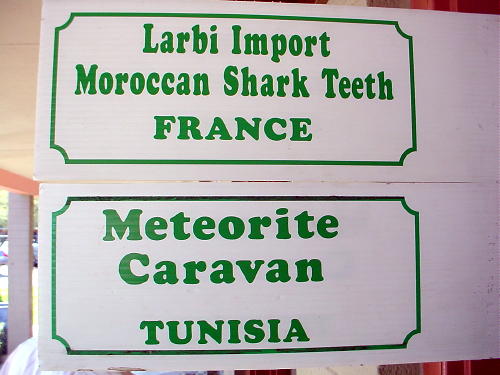 Larbi Import
Moroccan Shark Teeth
FRANCE
Meteorite
Caravan
TUNISIA